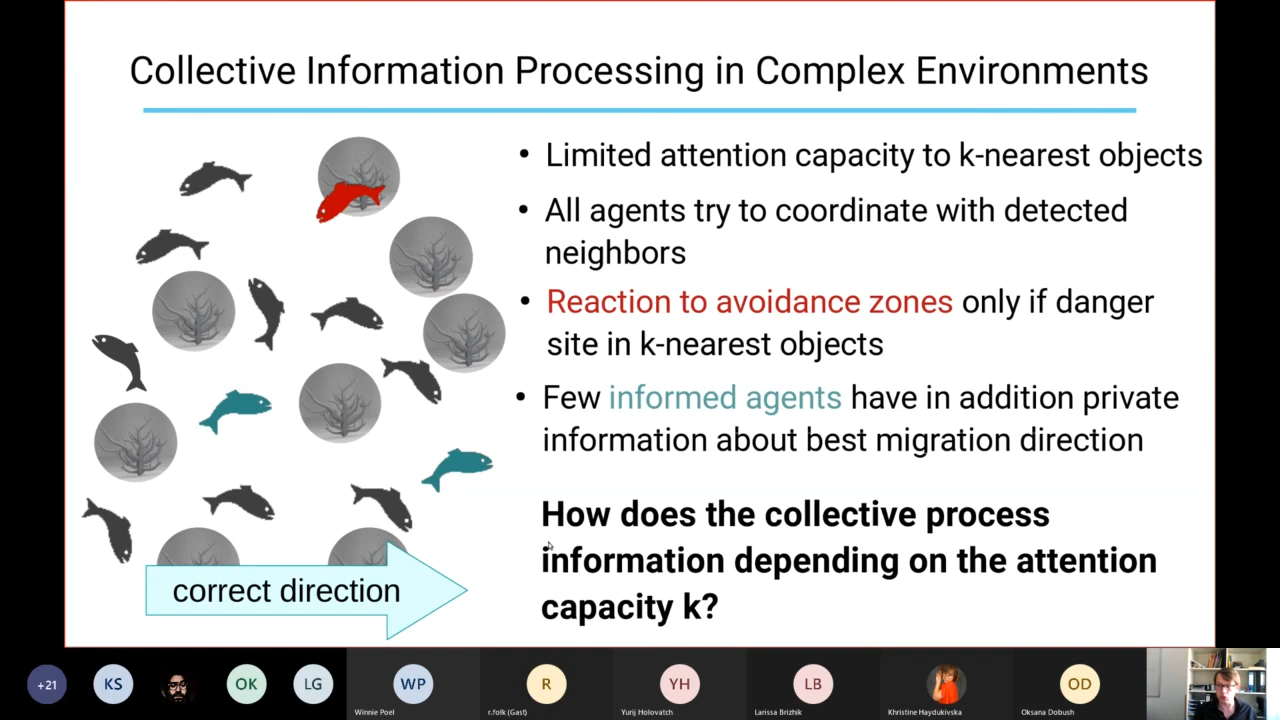 Collective Information Processing in Complex Environments
• Limited attention capacity to k-nearest objects
• All agents try to coordinate with detected
neighbors
• Reaction to avoidance zones only if danger
site in k-nearest objects
• Few informed agents have in addition private
information about best migration direction
How does the collective process
information depending on the attention
capacity k?
correct direction
+21
KS
OK
LG
WP
R
YH
LB
OD
Winnie Poel
r.folk (Gast)
Yurij Holovatch
Larissa Brizhik
Khristine Haydukivska
Oksana Dobush